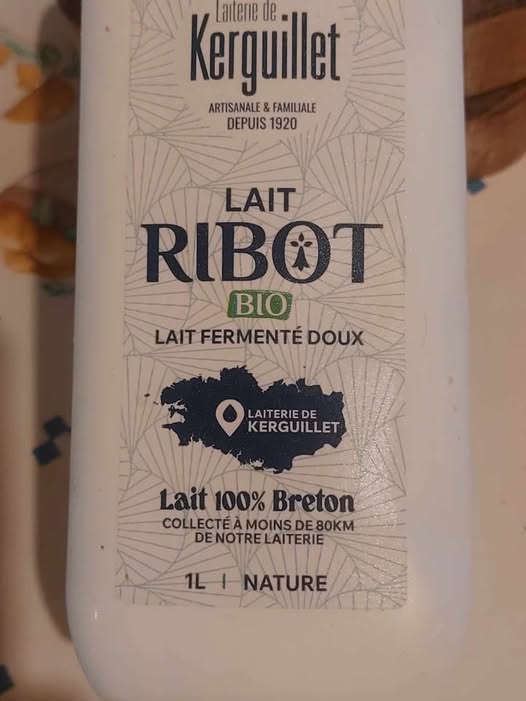 Laiterie de
Kerguillet
ARTISANALE & FAMILIALE
DEPUIS 1920
LAIT
RIBOT
BIO
LAIT FERMENTÉ DOUX
LAITERIE DE
KERGUILLET
Lait 100% Breton
COLLECTÉ À MOINS DE 80KM
DE NOTRE LAITERIE
1L | NATURE